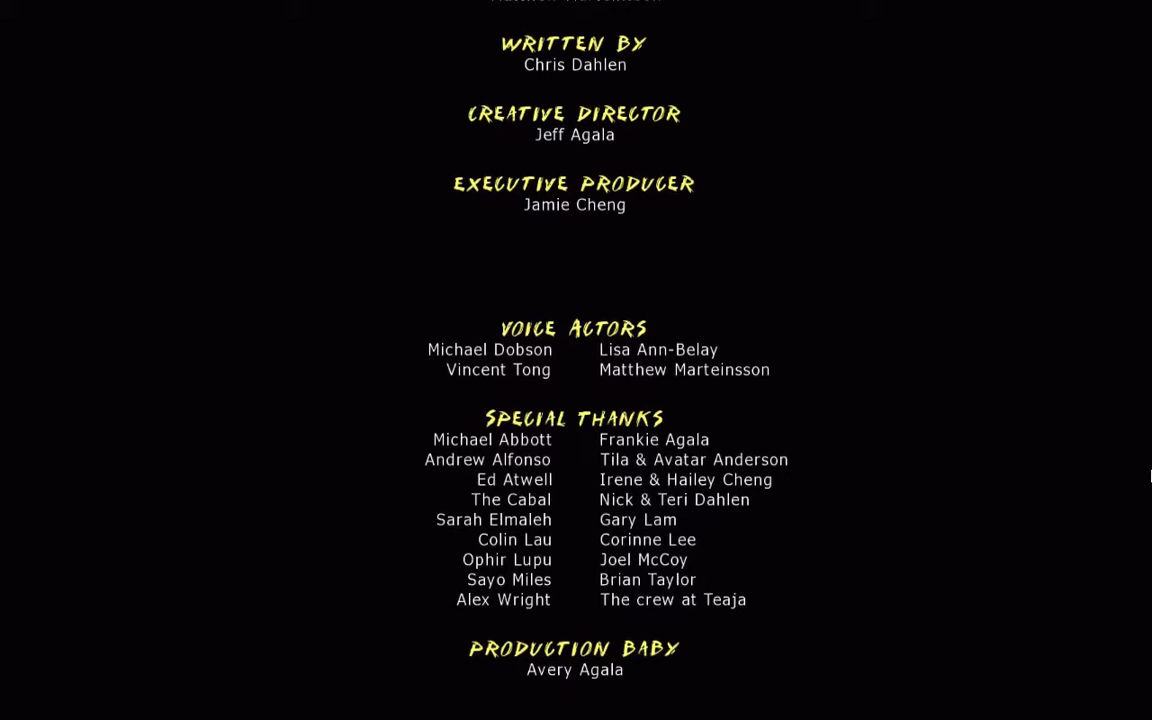 WRITTEN BY
Chris Dahlen
CREATIVE DIRECTOR
Jeff Agala
EXECUTIVE PRODUCER
Jamie Cheng
VOICE ACTORS
Michael Dobson Lisa Ann-Belay
Vincent Tong Matthew Marteinsson
SPECIAL THANKS
Michael Abbott Frankie Agala
Andrew Alfonso Tila & Avatar Anderson
Ed Atwell Irene & Hailey Cheng
The Cabal Nick & Teri Dahlen
Sarah Elmaleh Gary Lam
Colin Lau Corinne Lee
Ophir Lupu Joel McCoy
Sayo Miles Brian Taylor
Alex Wright The crew at Teaja
PRODUCTION BABY
Avery Agala